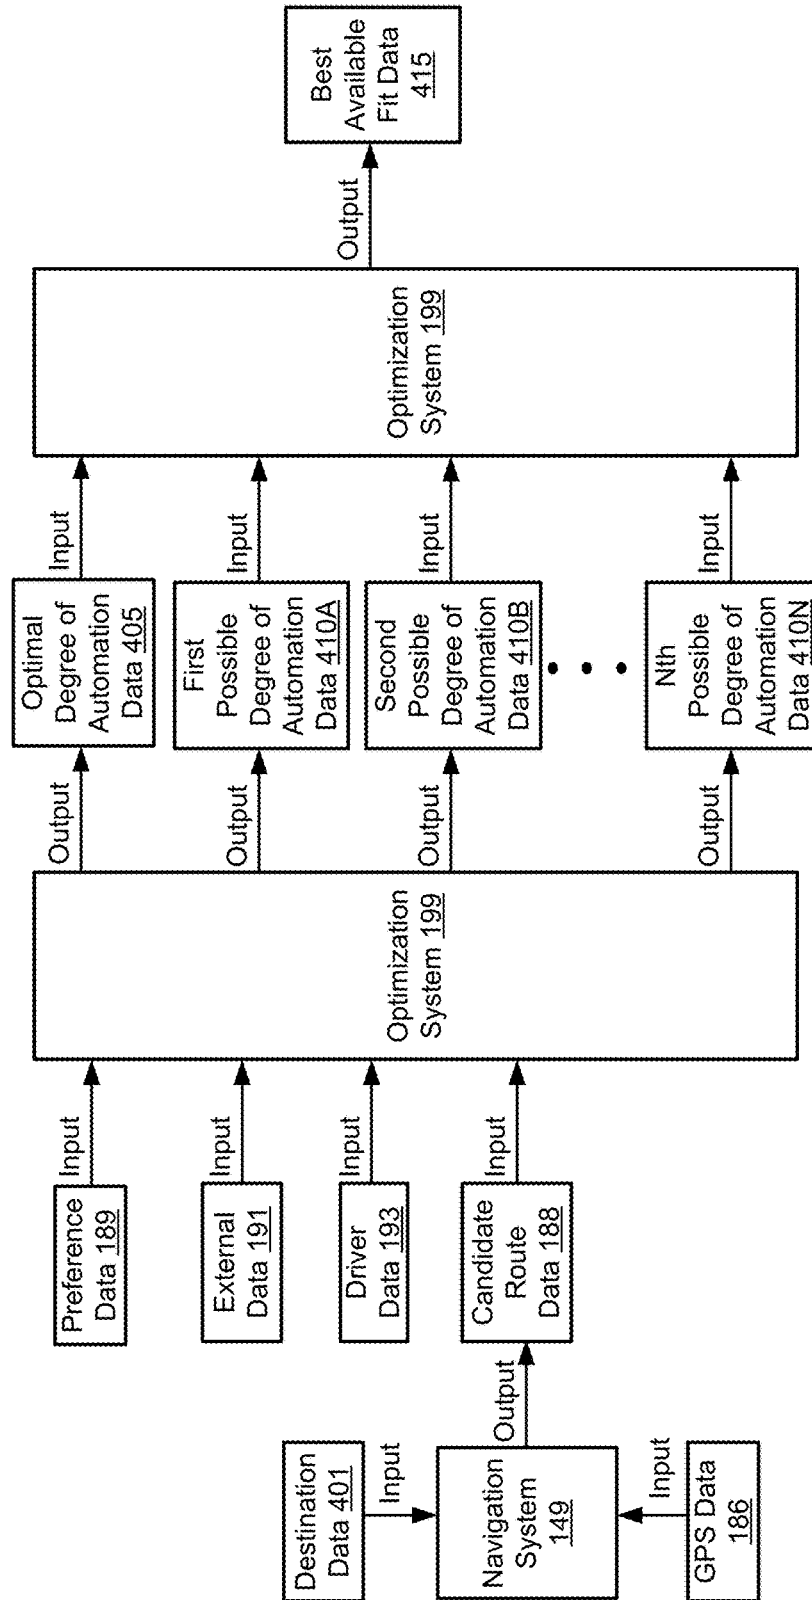 Destination
Data 401
Input
Navigation
System
149
Input
GPS Data
186
Output
Preference
Data 189
External
Data 191
Driver
Data 193
Candidate
Route
Data 188
Input
Input
Input
Input
Optimization
System 199
Output
Output
Output
Output
Optimal
Degree of
Automation
Data 405
First
Possible
Degree of
Automation
Data 410A
Second
Possible
Degree of
Automation
Data 410B
Nth
Possible
Degree of
Automation
Data 410N
Input
Input
Input
Input
Optimization
System 199
Output
Best
Available
Fit Data
415